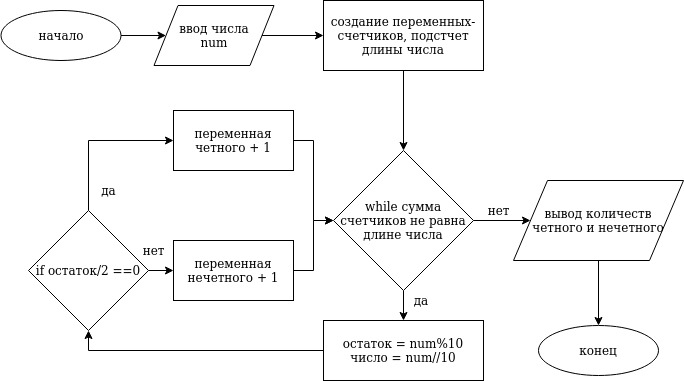 начало
ввод числа
num
создание переменных-
счетчиков, подстчет
длины числа
переменная
четного + 1
да
while сумма
счетчиков не равна
длине числа
нет
вывод количеств
четного и нечетного
if остаток/2 ==0
нет
переменная
нечетного + 1
да
остаток = num%10
число = num//10
конец